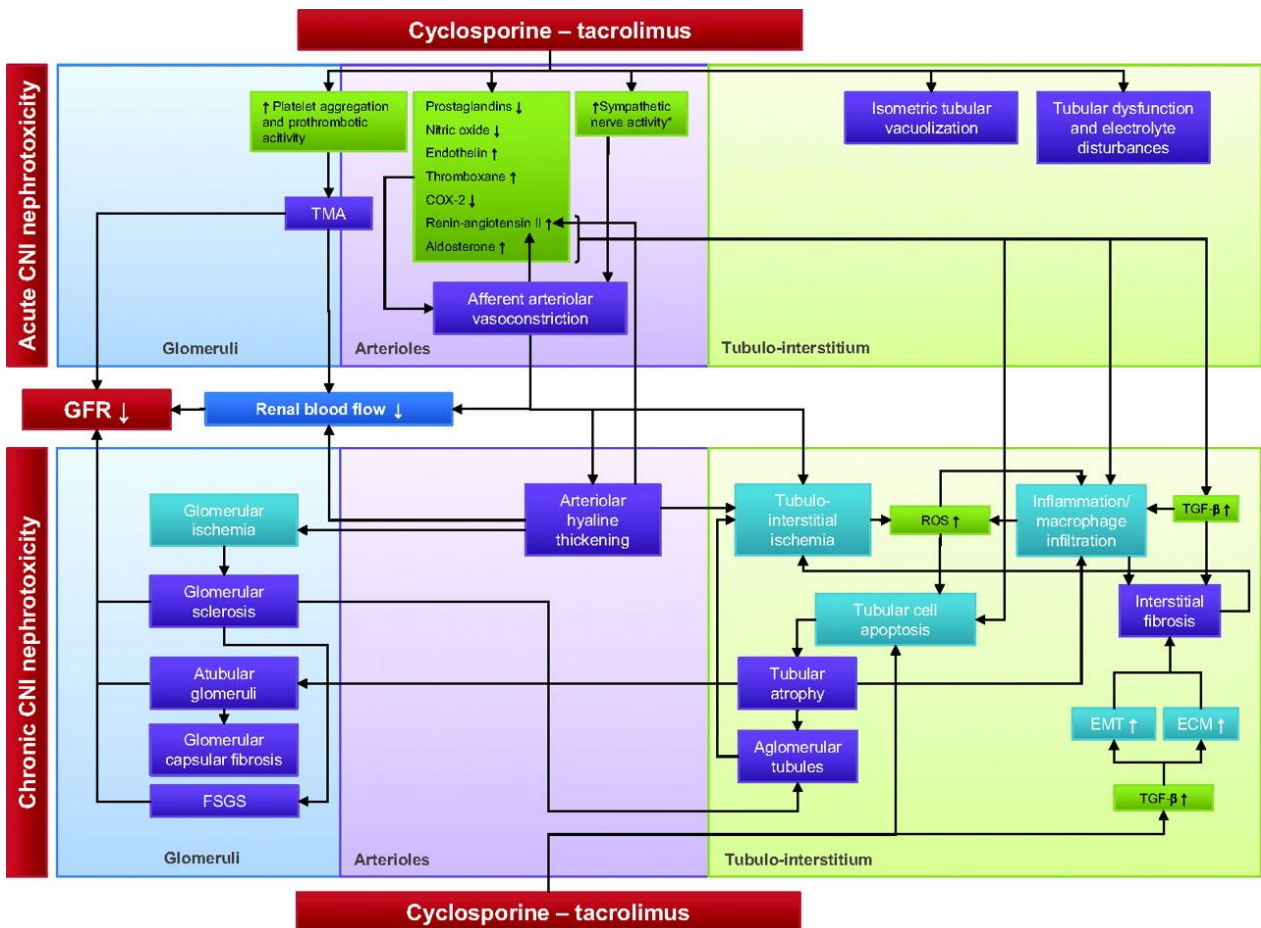 Cyclosporine – tacrolimus
Acute CNI nephrotoxicity
↑ Platelet aggregation
and prothrombotic
acitivity
Prostaglandins ↓
Nitric oxide ↓
Endothelin ↑
Thromboxane ↑
COX-2 ↓
Renin-angiotensin II ↑
Aldosterone ↑
↑Sympathetic
nerve activity*
Isometric tubular
vacuolization
Tubular dysfunction
and electrolyte
disturbances
TMA
Afferent arteriolar
vasoconstriction
Glomeruli
Arterioles
Tubulo-interstitium
GFR ↓
Renal blood flow ↓
Chronic CNI nephrotoxicity
Glomerular
ischemia
Arteriolar
hyaline
thickening
Tubulo-
interstitial
ischemia
ROS ↑
Inflammation/
macrophage
infiltration
TGF-β ↑
Glomerular
sclerosis
Tubular cell
apoptosis
Interstitial
fibrosis
Atubular
glomeruli
Tubular
atrophy
Glomerular
capsular fibrosis
Aglomerular
tubules
EMT ↑
ECM ↑
FSGS
TGF-β ↑
Glomeruli
Arterioles
Tubulo-interstitium
Cyclosporine – tacrolimus